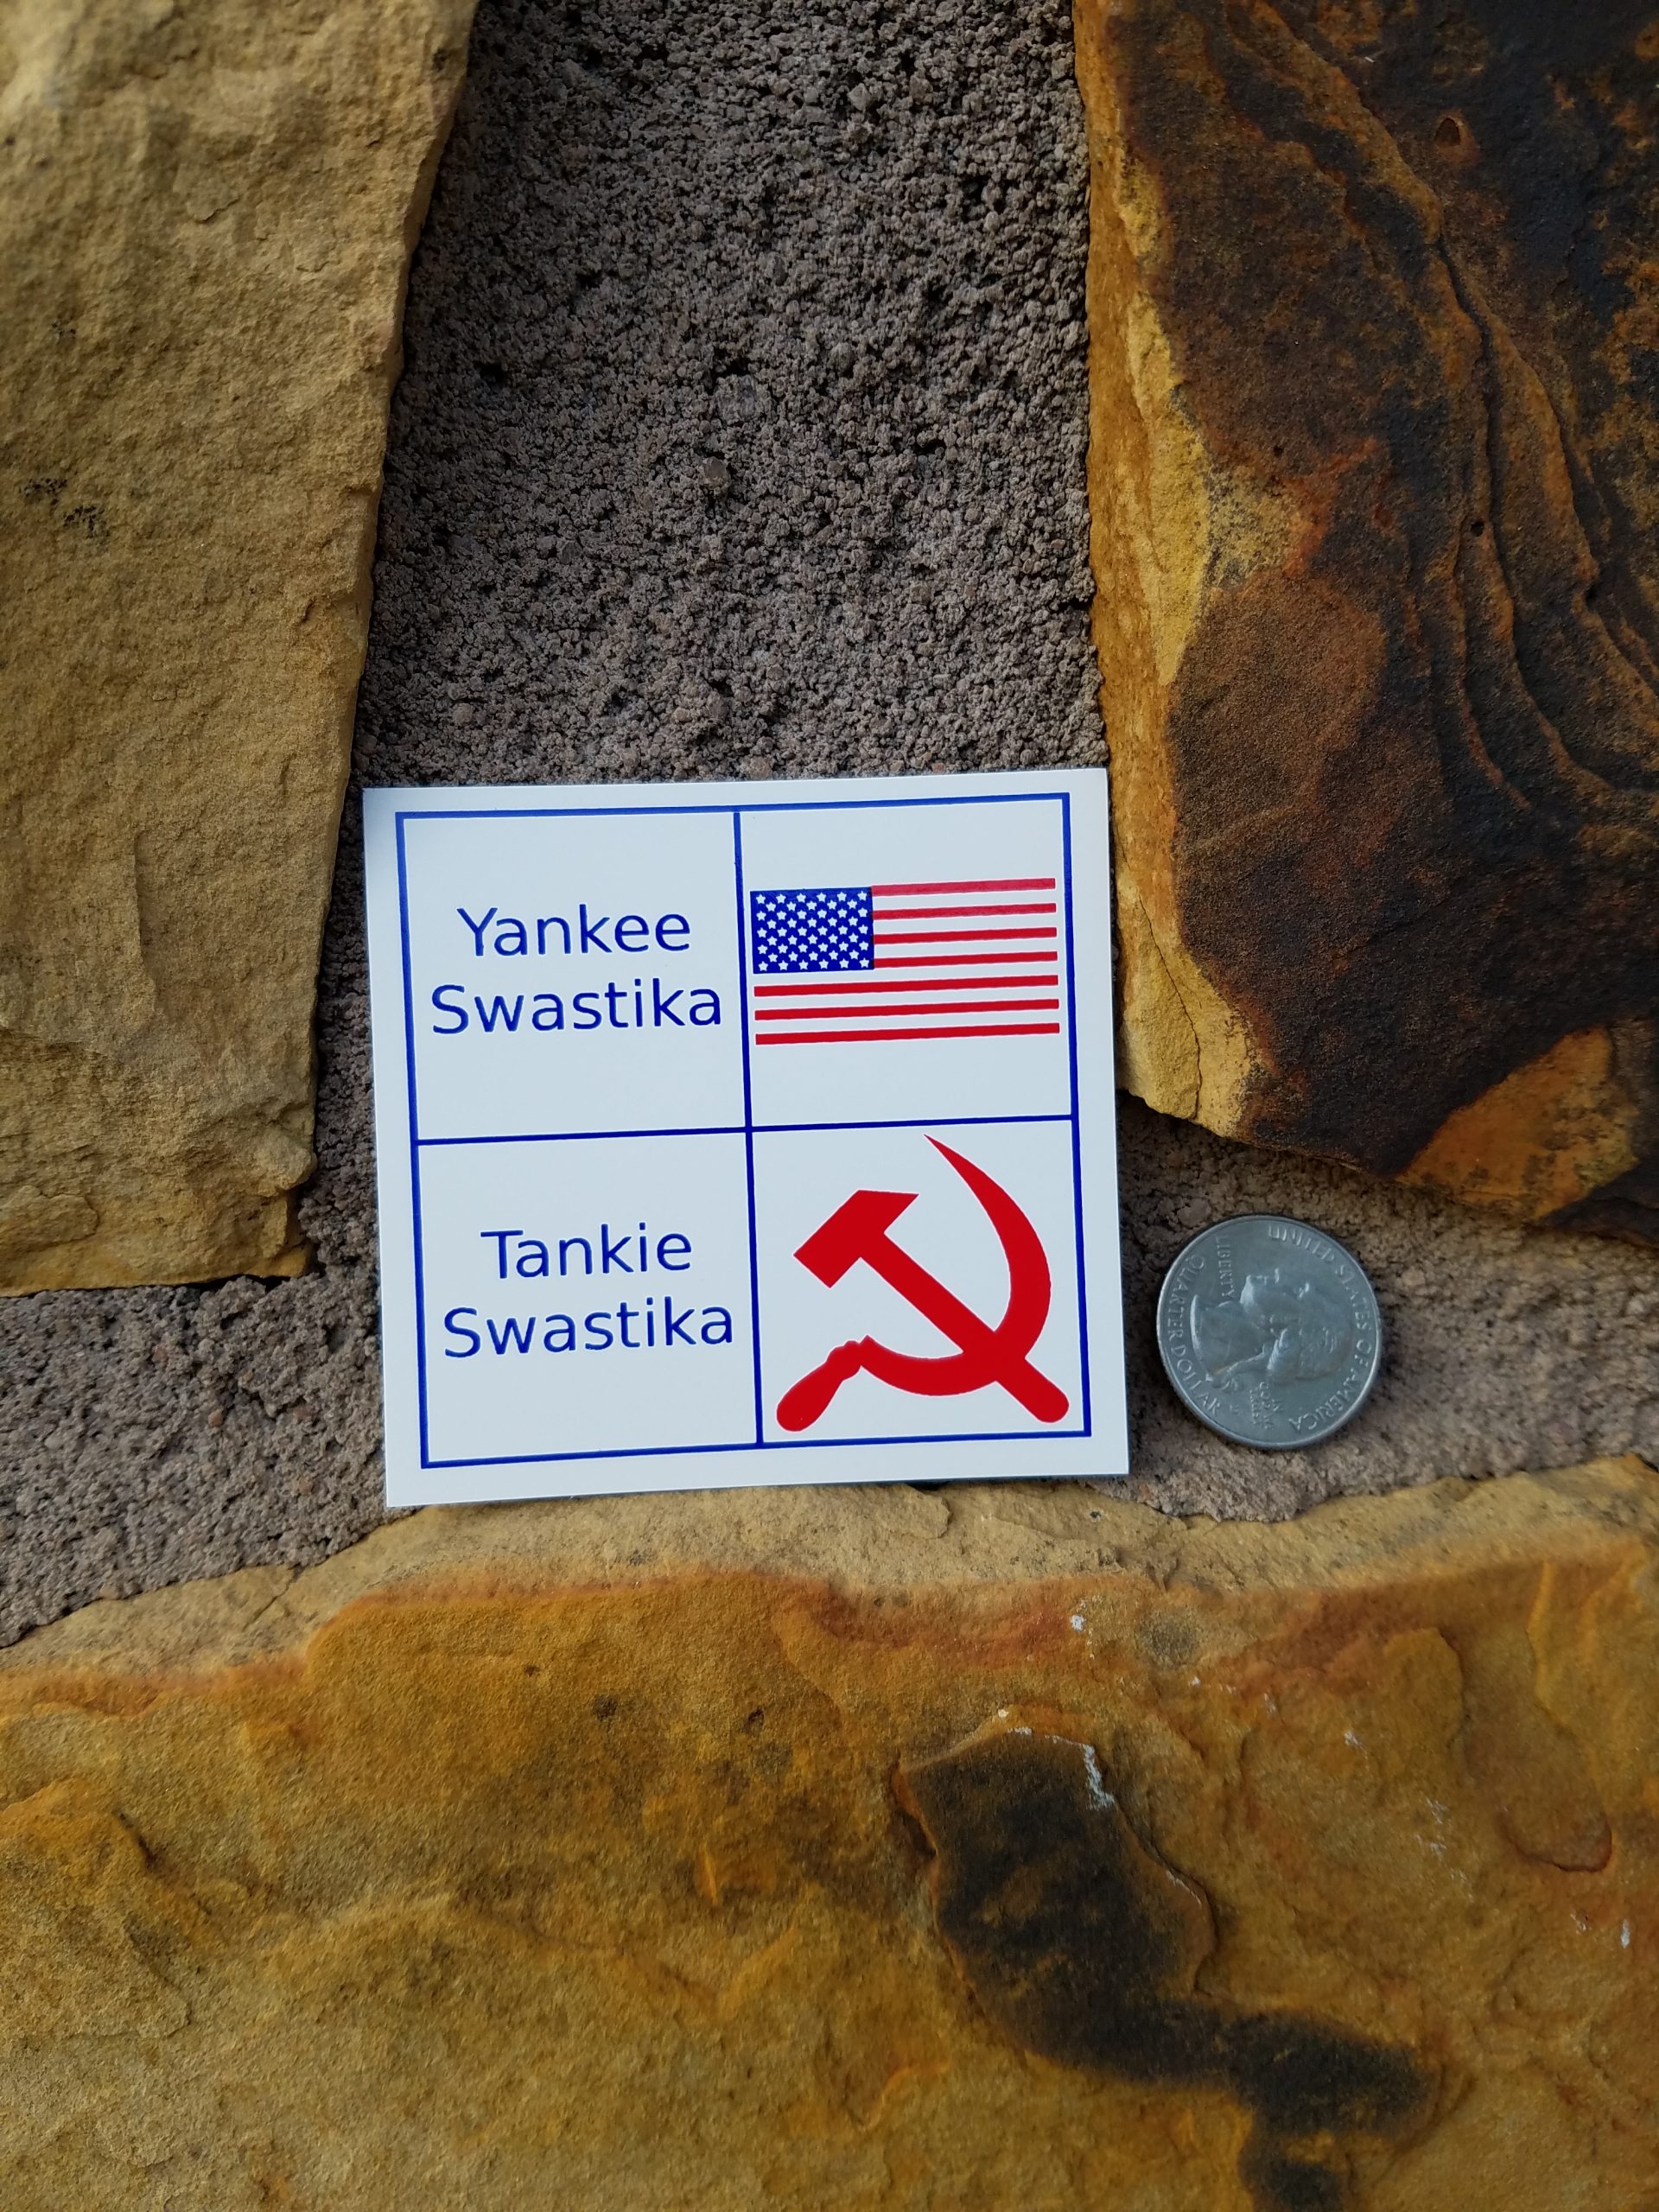 Yankee
Swastika
Tankie
Swastika
UNITED STATES OF AMERICA
LIBERTY
QUARTER DOLLAR